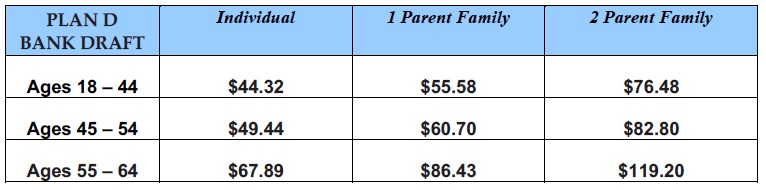 PLAN D BANK DRAFT Individual 1 Parent Family 2 Parent Family
Ages 18 – 44 $44.32 $55.58 $76.48
Ages 45 – 54 $49.44 $60.70 $82.80
Ages 55 – 64 $67.89 $86.43 $119.20